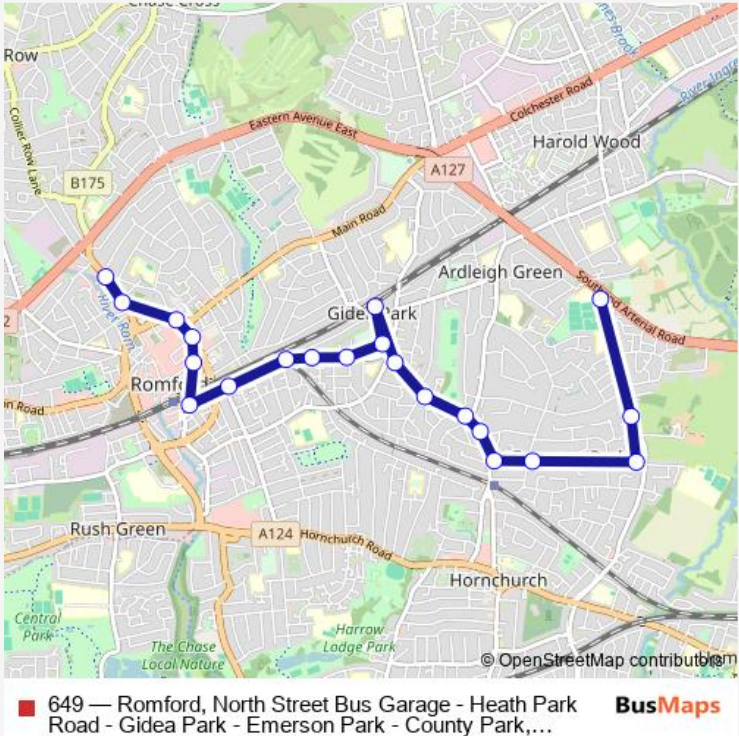 Chase Cross
Row
Collier Row Lane
B175
Eastern Avenue East
Colchester Road
Harold Wood
A127
Main Road
Ardleigh Green
Southend Arterial Road
River Rom
Gidea Park
2
Romford
on Road
Rush Green
A124
Hornchurch Road
Hornchurch
Central
Park
The Chase
Local Nature
Harrow
Lodge Park
© OpenStreetMap contributors
649 — Romford, North Street Bus Garage - Heath Park
Road - Gidea Park - Emerson Park - County Park,...
BusMaps